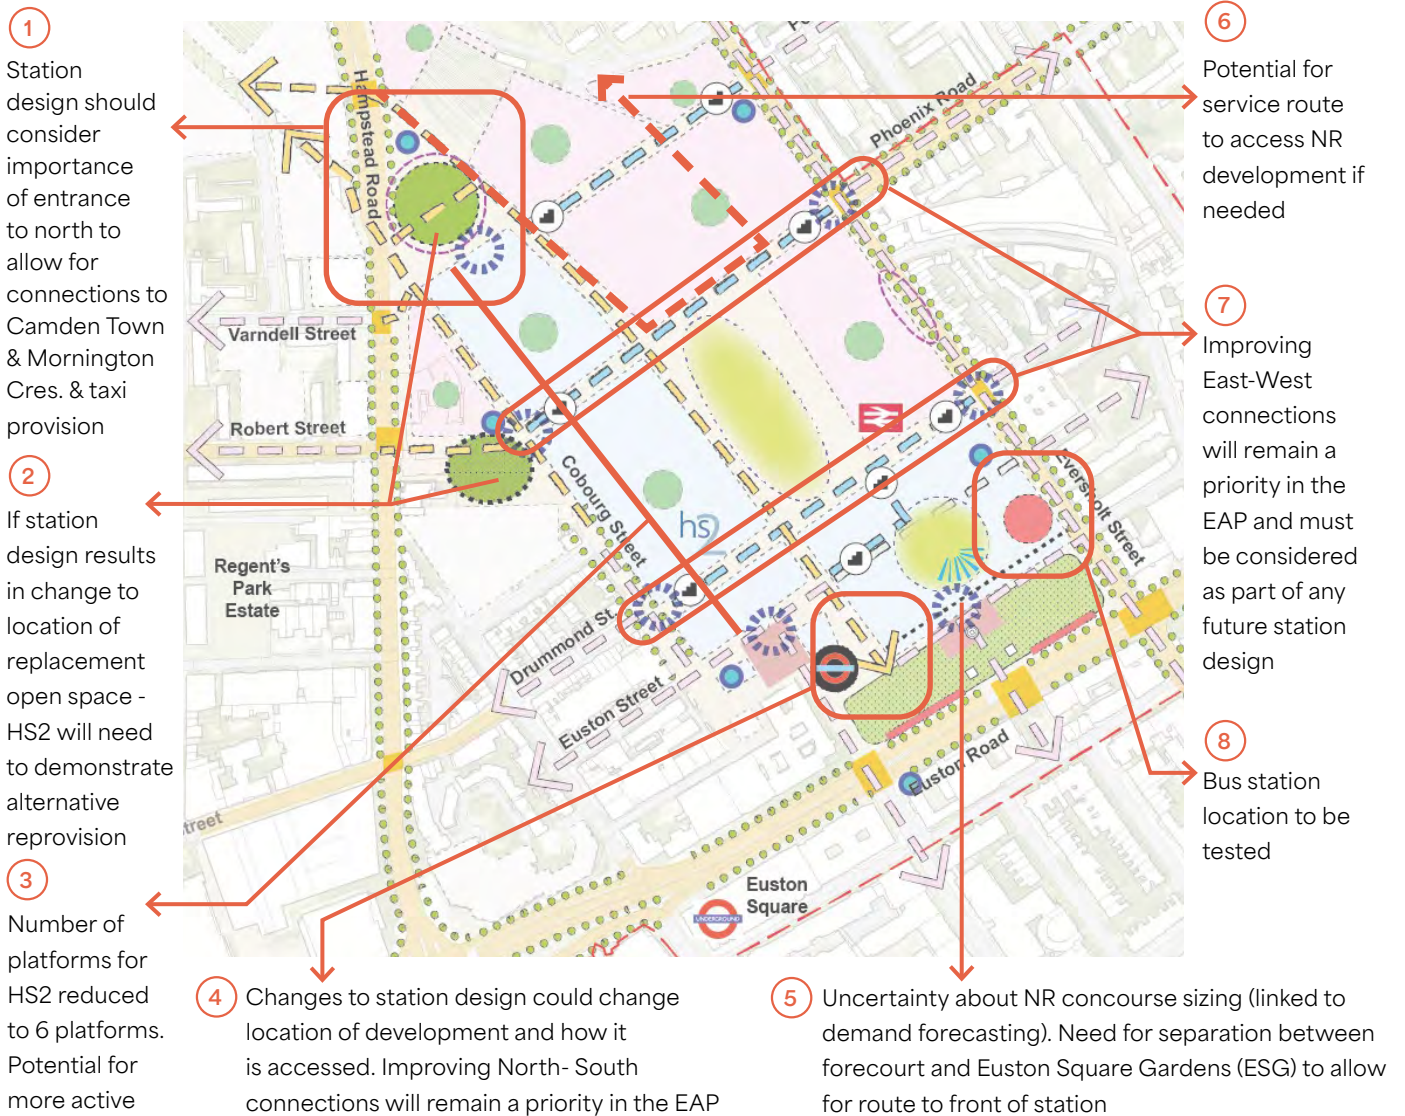 1
Station
design should
consider
importance
of entrance
to north to
allow for
connections to
Camden Town
& Mornington
Cres. & taxi
provision
2
If station
design results
in change to
location of
replacement
open space -
HS2 will need
to demonstrate
alternative
reprovision
3
Number of
platforms for
HS2 reduced
to 6 platforms.
Potential for
more active
Hampstead Road
Phoenix Road
Varndell Street
Robert Street
Cobourg Street
hs2
Eversholt Street
Regent's
Park
Estate
Drummond St.
Euston Street
Euston Road
treet
Euston
Square
UNDERGROUND
4
Changes to station design could change
location of development and how it
is accessed. Improving North- South
connections will remain a priority in the EAP
5
Uncertainty about NR concourse sizing (linked to
demand forecasting). Need for separation between
forecourt and Euston Square Gardens (ESG) to allow
for route to front of station
6
Potential for
service route
to access NR
development if
needed
7
Improving
East-West
connections
will remain a
priority in the
EAP and must
be considered
as part of any
future station
design
8
Bus station
location to be
tested